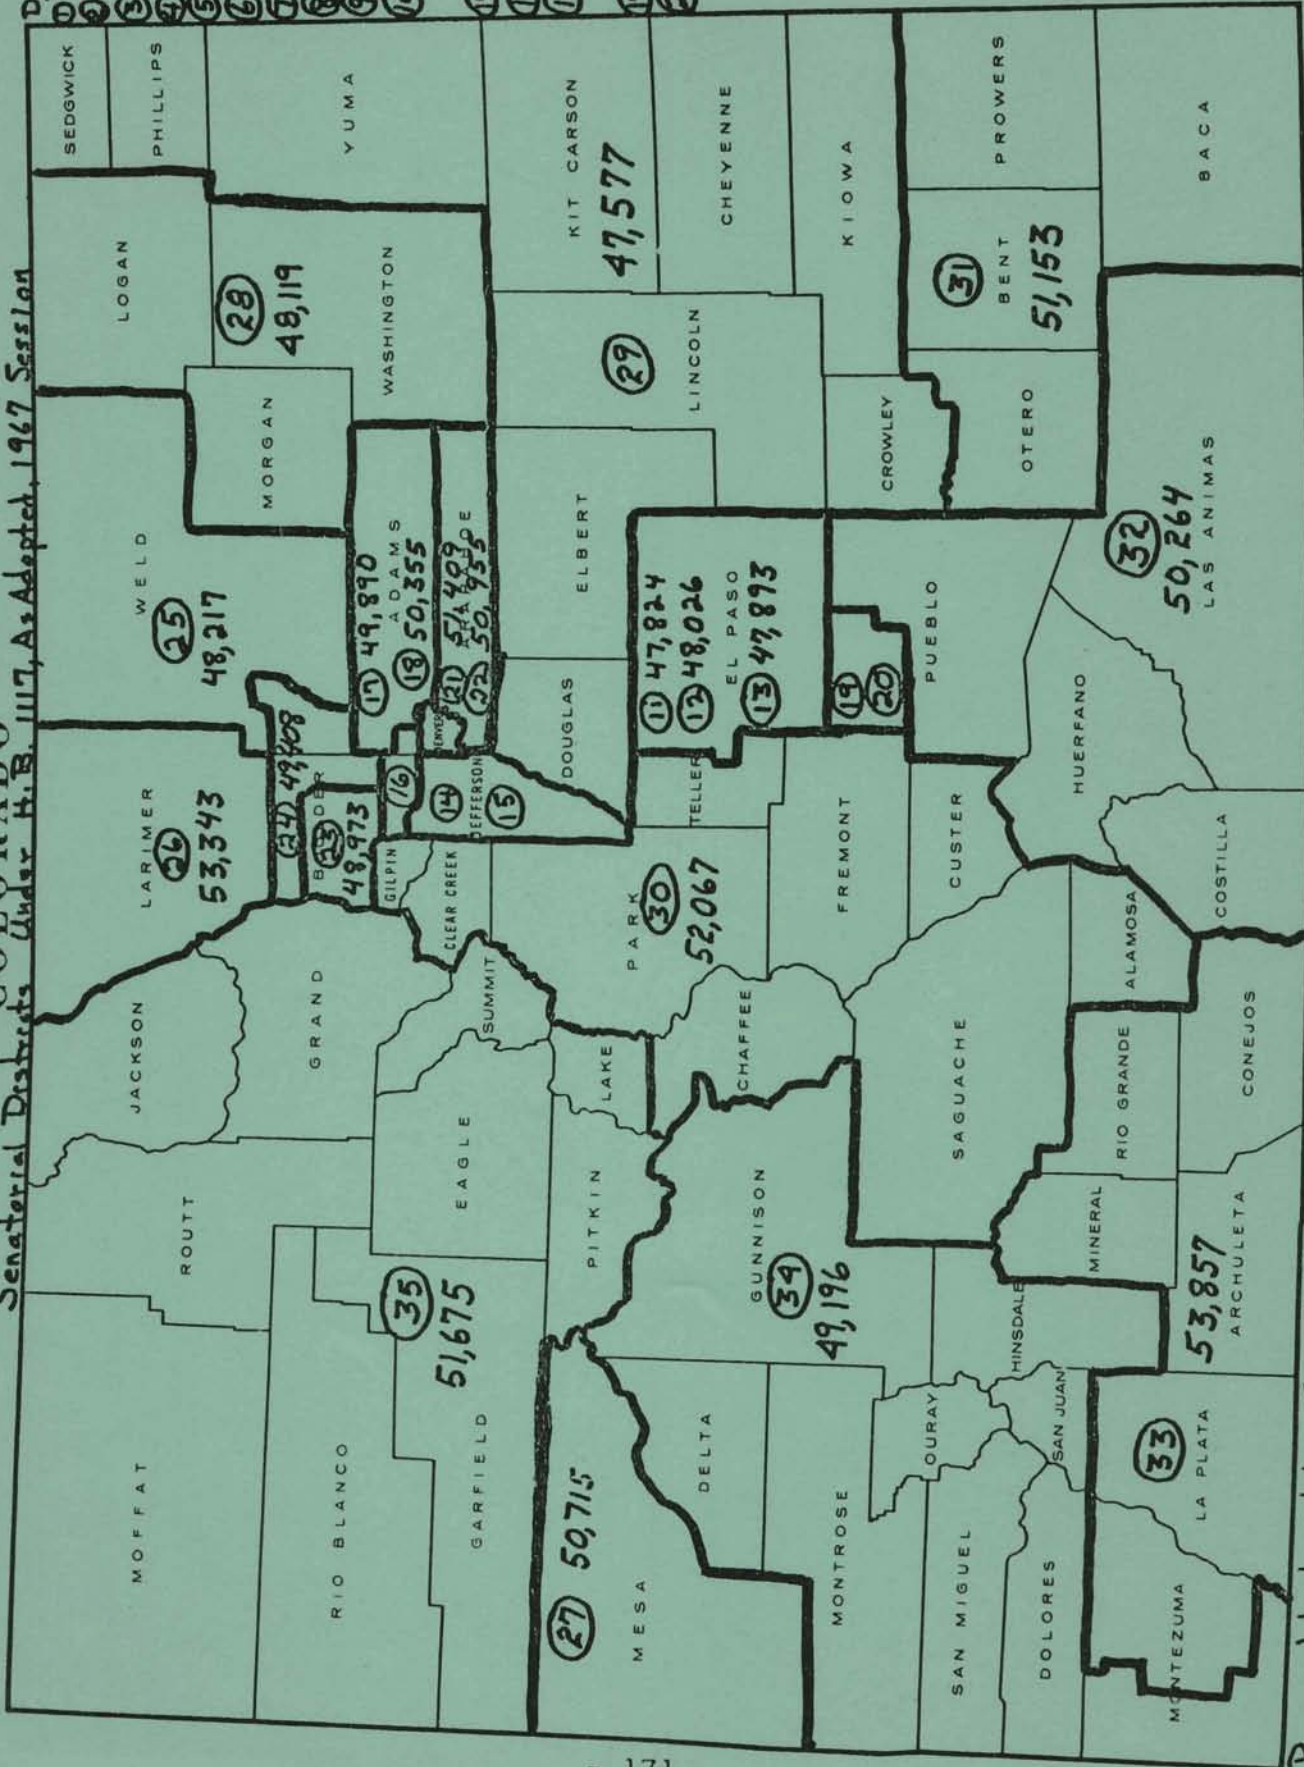 COLORADO
Senatorial Districts Under H.B. 1117, As Adopted, 1967 Session
MOFFAT
ROUTT
JACKSON
LARIMER
26
53,343
WELD
25
48,217
LOGAN
SEDGWICK
PHILLIPS
RIO BLANCO
GRAND
24
49,408
BOULDER
23
48,973
MORGAN
28
48,119
WASHINGTON
YUMA
GARFIELD
35
51,675
EAGLE
SUMMIT
GILPIN
CLEAR CREEK
16
14
JEFFERSON
15
DENVER
17 49,890
ADAMS
18 50,355
21 51,409
ARAPAHOE
22 50,955
27 50,715
MESA
PITKIN
LAKE
PARK
30
52,067
DOUGLAS
ELBERT
29
LINCOLN
KIT CARSON
47,577
CHEYENNE
DELTA
GUNNISON
34
49,196
CHAFFEE
TELLER
11 47,824
12 48,026
EL PASO
13 47,893
MONTROSE
OURAY
FREMONT
CROWLEY
KIOWA
SAN MIGUEL
HINSDALE
SAGUACHE
CUSTER
19
20
PUEBLO
OTERO
31
BENT
51,153
PROWERS
DOLORES
SAN JUAN
MINERAL
RIO GRANDE
ALAMOSA
HUERFANO
32
50,264
LAS ANIMAS
BACA
MONTEZUMA
33
LA PLATA
53,857
ARCHULETA
CONEJOS
COSTILLA
171